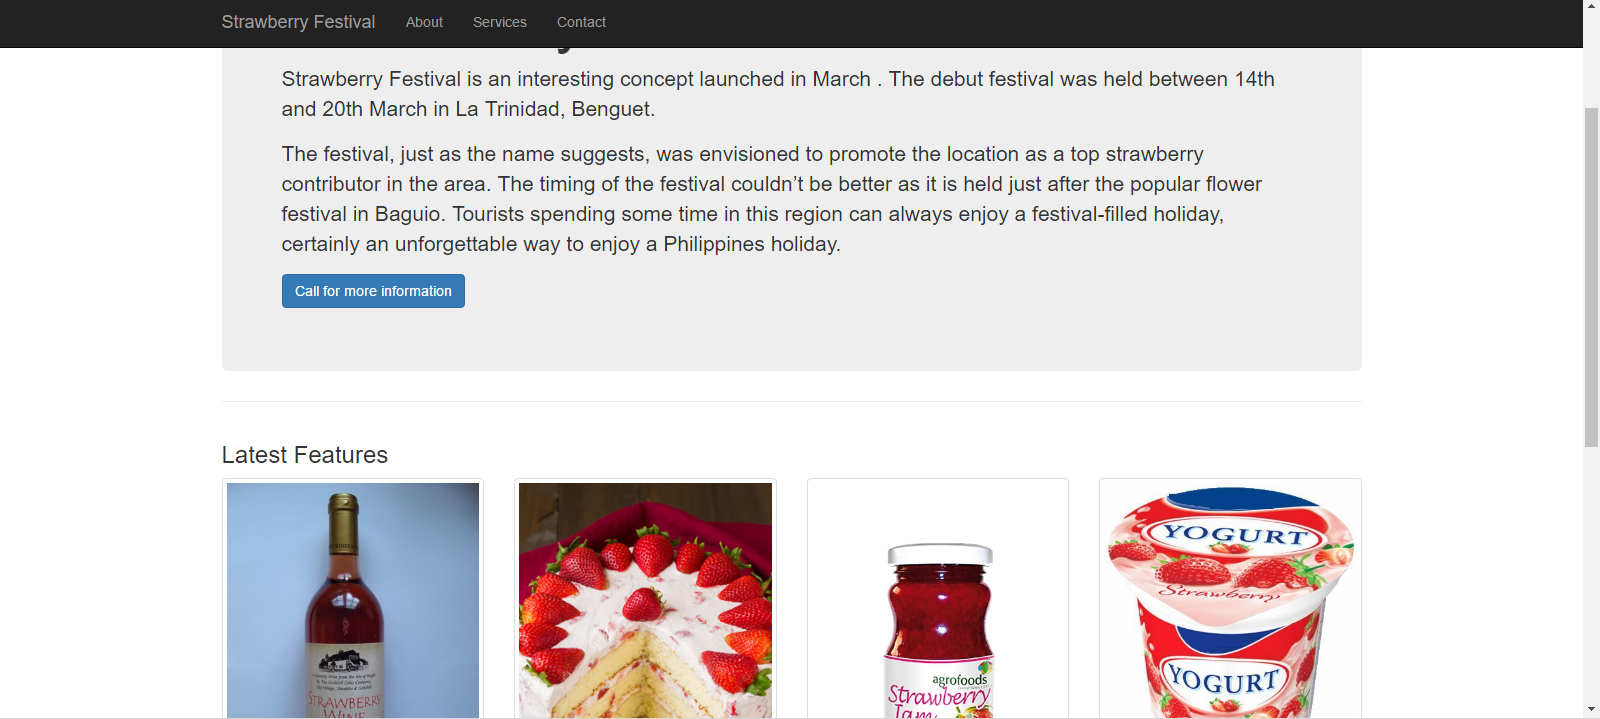 Strawberry Festival About Services Contact
Strawberry Festival is an interesting concept launched in March . The debut festival was held between 14th
and 20th March in La Trinidad, Benguet.
The festival, just as the name suggests, was envisioned to promote the location as a top strawberry
contributor in the area. The timing of the festival couldn’t be better as it is held just after the popular flower
festival in Baguio. Tourists spending some time in this region can always enjoy a festival-filled holiday,
certainly an unforgettable way to enjoy a Philippines holiday.
Call for more information
Latest Features
STRAWBERRY
WINE
agrofoods
Strawberry
Jam
YOGURT
Strawberry
YOGURT